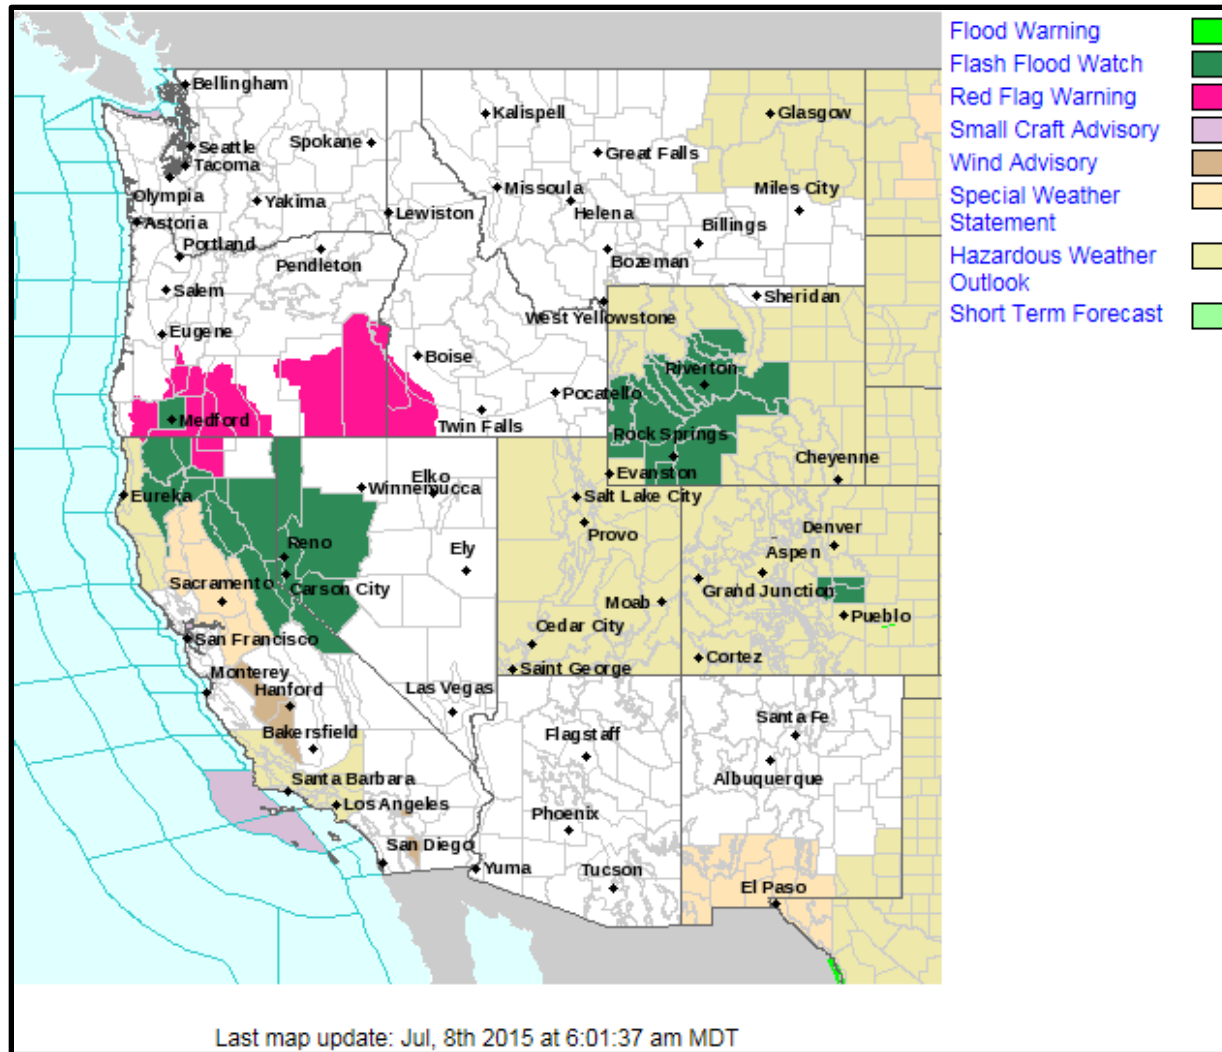 Flood Warning
Flash Flood Watch
Red Flag Warning
Small Craft Advisory
Wind Advisory
Special Weather
Statement
Hazardous Weather
Outlook
Short Term Forecast
Bellingham
Kalispell
Glasgow
Seattle
Spokane
Great Falls
Tacoma
Olympia
Missoula
Miles City
Yakima
Lewiston
Helena
Astoria
Billings
Portland
Pendleton
Bozeman
Salem
Sheridan
West Yellowstone
Eugene
Boise
Riverton
Pocatello
Medford
Twin Falls
Rock Springs
Cheyenne
Evanston
Elko
Winnemucca
Eureka
Salt Lake City
Provo
Denver
Reno
Ely
Aspen
Sacramento
Carson City
Grand Junction
Moab
Pueblo
Cedar City
San Francisco
Cortez
Saint George
Monterey
Hanford
Las Vegas
Santa Fe
Bakersfield
Flagstaff
Albuquerque
Santa Barbara
Los Angeles
Phoenix
San Diego
Yuma
Tucson
El Paso
Last map update: Jul, 8th 2015 at 6:01:37 am MDT